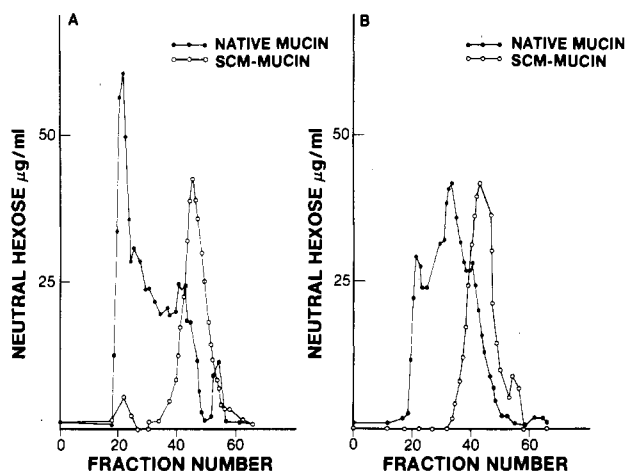 A
NATIVE MUCIN
SCM-MUCIN
NEUTRAL HEXOSE µg/ml
50
25
0
20
40
60
FRACTION NUMBER
B
NATIVE MUCIN
SCM-MUCIN
NEUTRAL HEXOSE µg/ml
50
25
0
20
40
60
FRACTION NUMBER